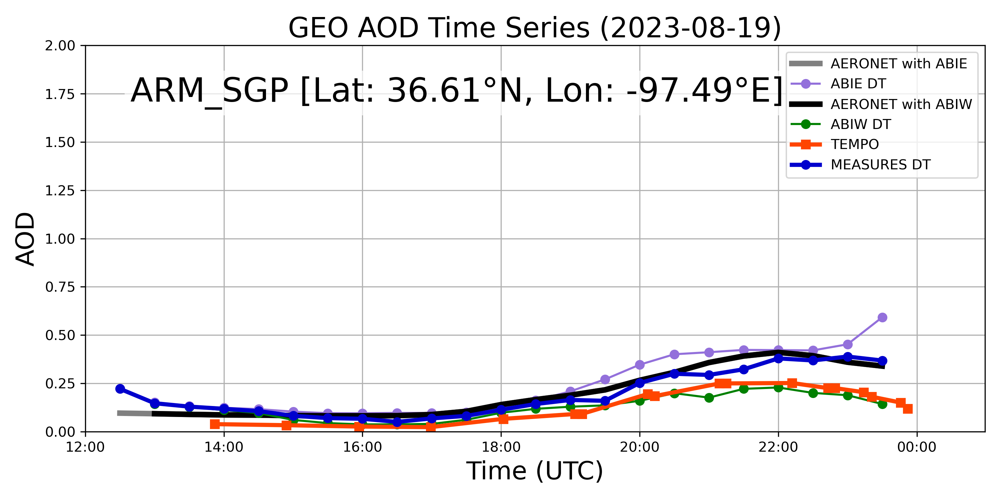 GEO AOD Time Series (2023-08-19)
ARM_SGP [Lat: 36.61°N, Lon: -97.49°E]
AERONET with ABIE
ABIE DT
AERONET with ABIW
ABIW DT
TEMPO
MEASURES DT
AOD
2.00
1.75
1.50
1.25
1.00
0.75
0.50
0.25
0.00
12:00 14:00 16:00 18:00 20:00 22:00 00:00
Time (UTC)